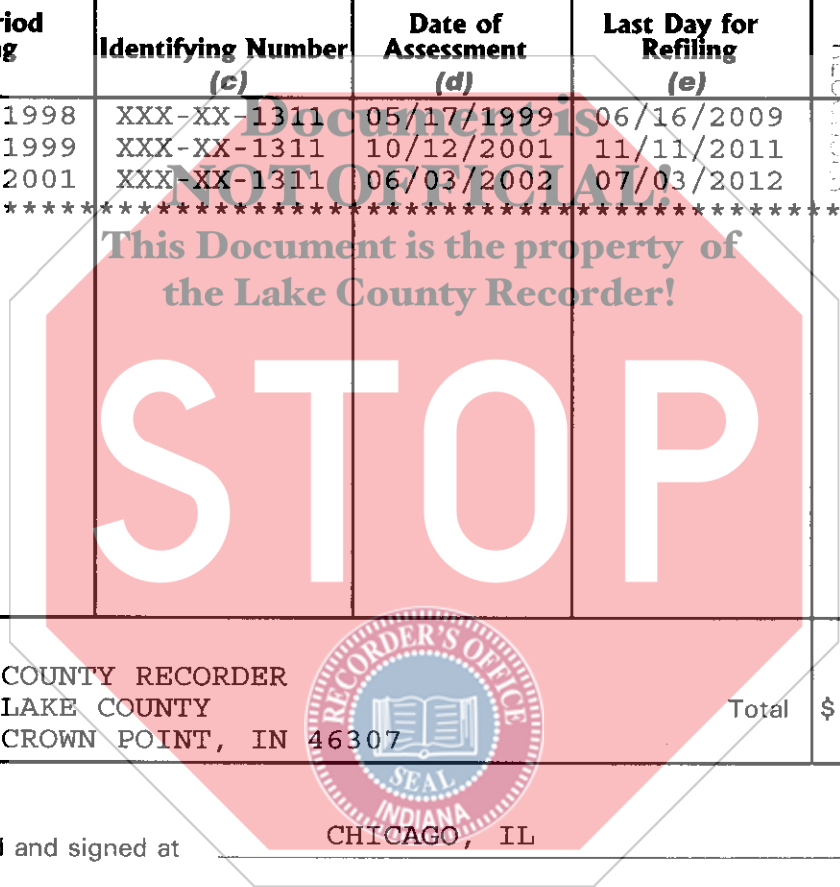 riod Date of Last Day for
g Identifying Number Assessment Refiling
(c) (d) (e)
1998 XXX-XX-1311 05/17/1999 06/16/2009
1999 XXX-XX-1311 10/12/2001 11/11/2011
2001 XXX-XX-1311 06/03/2002 07/03/2012
******************************************************
Document is
NOT OFFICIAL!
This Document is the property of
the Lake County Recorder!
STOP
COUNTY RECORDER
LAKE COUNTY Total $
CROWN POINT, IN 46307
RECORDER'S OFFICE
SEAL
INDIANA
and signed at CHICAGO, IL